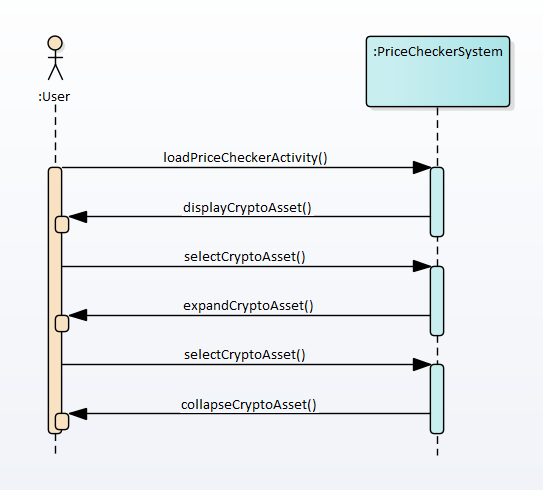 :PriceCheckerSystem
:User
loadPriceCheckerActivity()
displayCryptoAsset()
selectCryptoAsset()
expandCryptoAsset()
selectCryptoAsset()
collapseCryptoAsset()